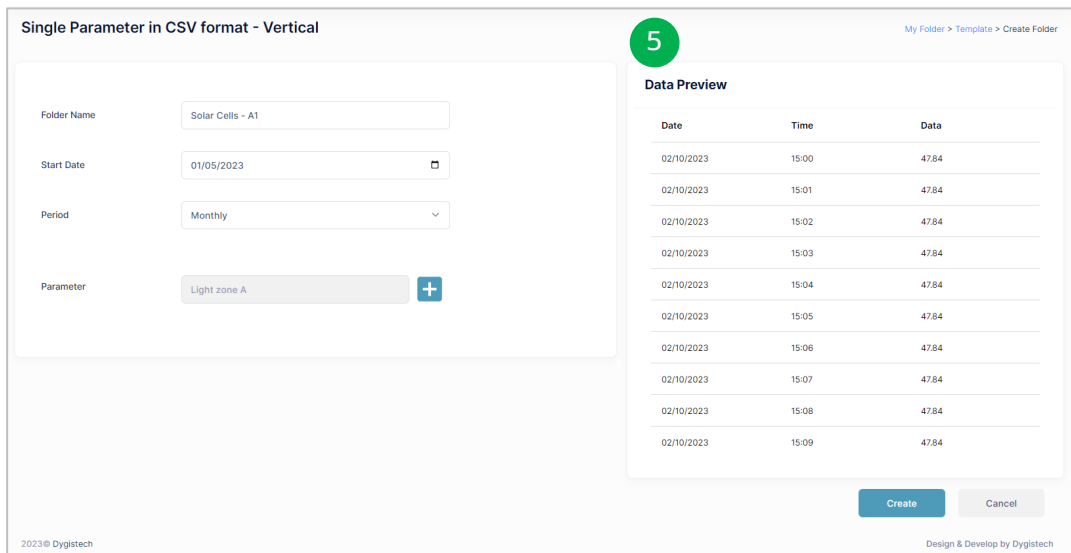 Single Parameter in CSV format - Vertical
5
My Folder > Template > Create Folder
Folder Name
Solar Cells - A1
Start Date
01/05/2023
Period
Monthly
Parameter
Light zone A
+
Data Preview
Date Time Data
02/10/2023 15:00 47.84
02/10/2023 15:01 47.84
02/10/2023 15:02 47.84
02/10/2023 15:03 47.84
02/10/2023 15:04 47.84
02/10/2023 15:05 47.84
02/10/2023 15:06 47.84
02/10/2023 15:07 47.84
02/10/2023 15:08 47.84
02/10/2023 15:09 47.84
Create Cancel
2023© Dygistech
Design & Develop by Dygistech